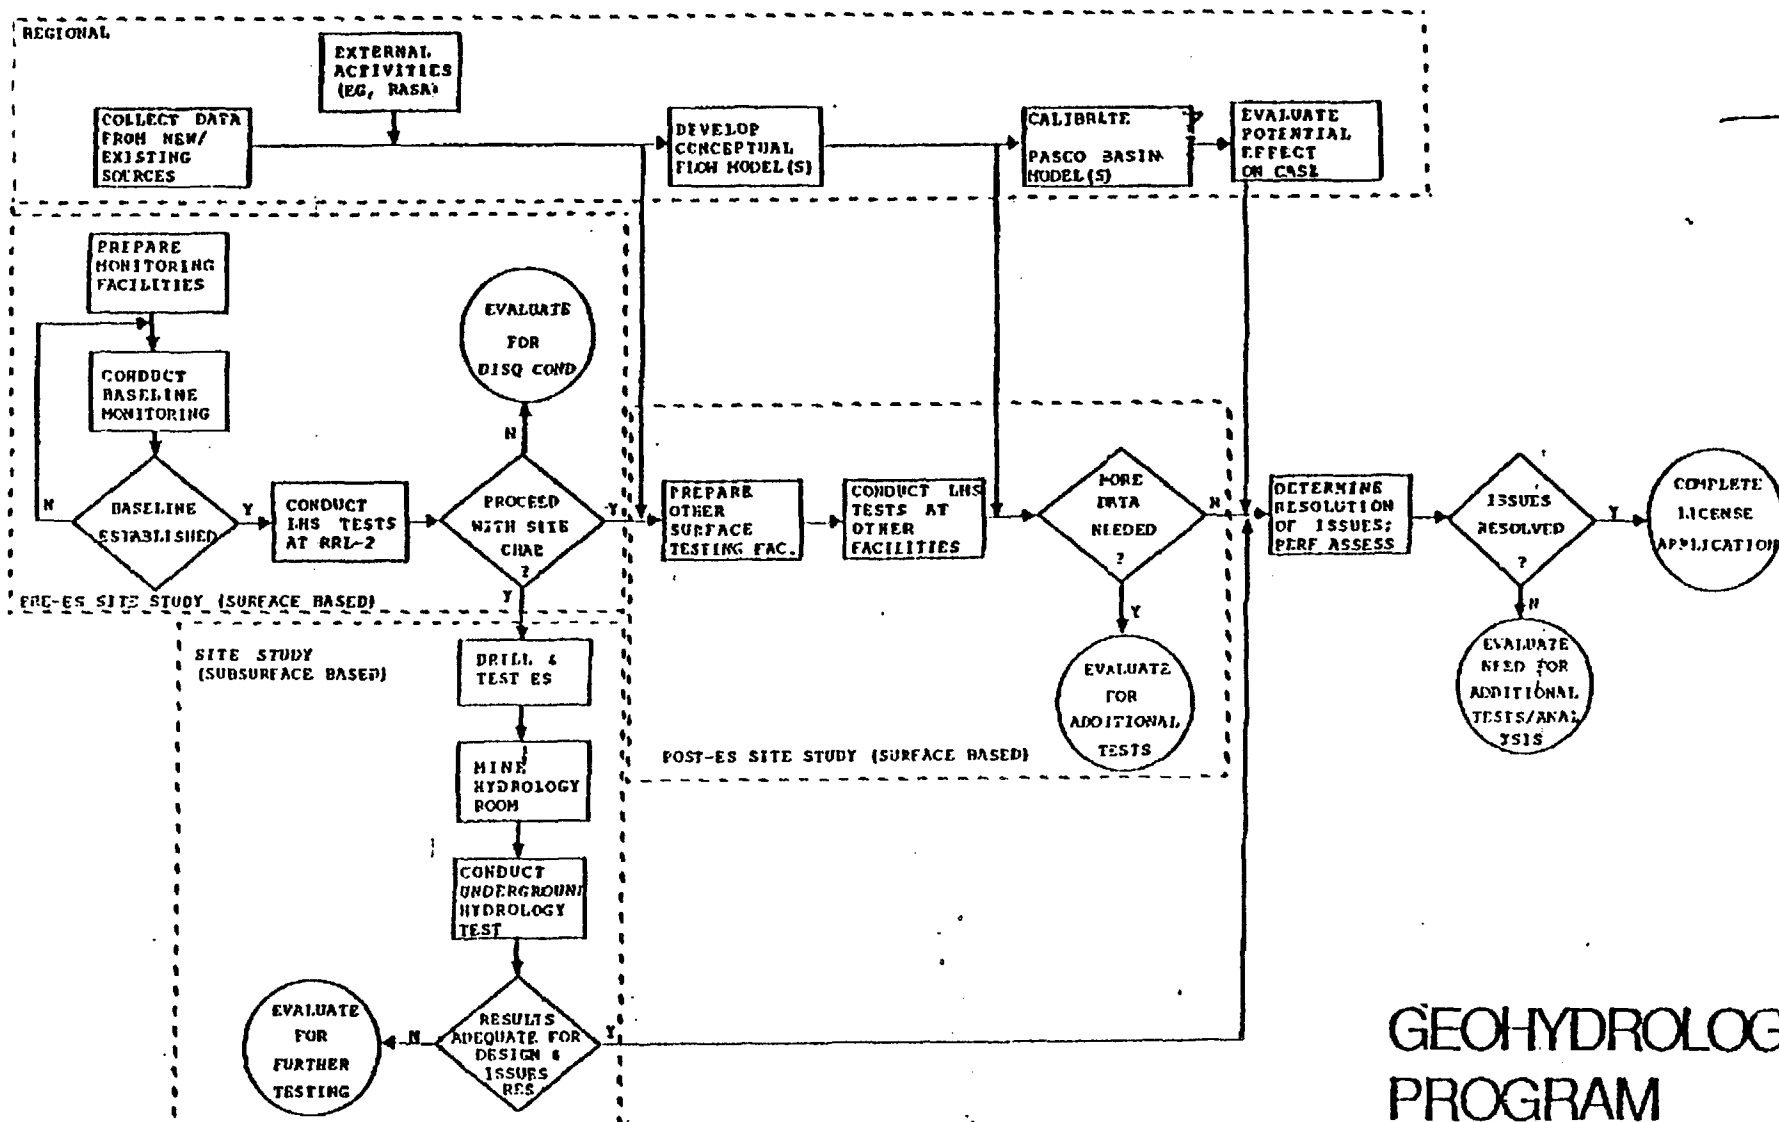 REGIONAL
EXTERNAL
ACTIVITIES
(EG, RASA)
COLLECT DATA
FROM NEW/
EXISTING
SOURCES
DEVELOP
CONCEPTUAL
FLOW MODEL(S)
CALIBRATE
PASCO BASIN
MODEL(S)
EVALUATE
POTENTIAL
EFFECT
ON CASE
PREPARE
MONITORING
FACILITIES
CONDUCT
BASELINE
MONITORING
BASELINE
ESTABLISHED
N
Y
CONDUCT
LHS TESTS
AT RRL-2
EVALUATE
FOR
DISQ COND
N
PROCEED
WITH SITE
CHAR
?
Y
Y
PRE-ES SITE STUDY (SURFACE BASED)
PREPARE
OTHER
SURFACE
TESTING FAC.
CONDUCT LHS
TESTS AT
OTHER
FACILITIES
MORE
DATA
NEEDED
?
N
Y
EVALUATE
FOR
ADDITIONAL
TESTS
POST-ES SITE STUDY (SURFACE BASED)
DETERMINE
RESOLUTION
OF ISSUES;
PERF ASSESS
ISSUES
RESOLVED
?
Y
N
COMPLETE
LICENSE
APPLICATION
EVALUATE
NEED FOR
ADDITIONAL
TESTS/ANAL
YSIS
SITE STUDY
(SUBSURFACE BASED)
DRILL &
TEST ES
MINE
HYDROLOGY
ROOM
CONDUCT
UNDERGROUN
HYDROLOGY
TEST
RESULTS
ADEQUATE FOR
DESIGN &
ISSUES
RES
N
Y
EVALUATE
FOR
FURTHER
TESTING
GEOHYDROLOG
PROGRAM